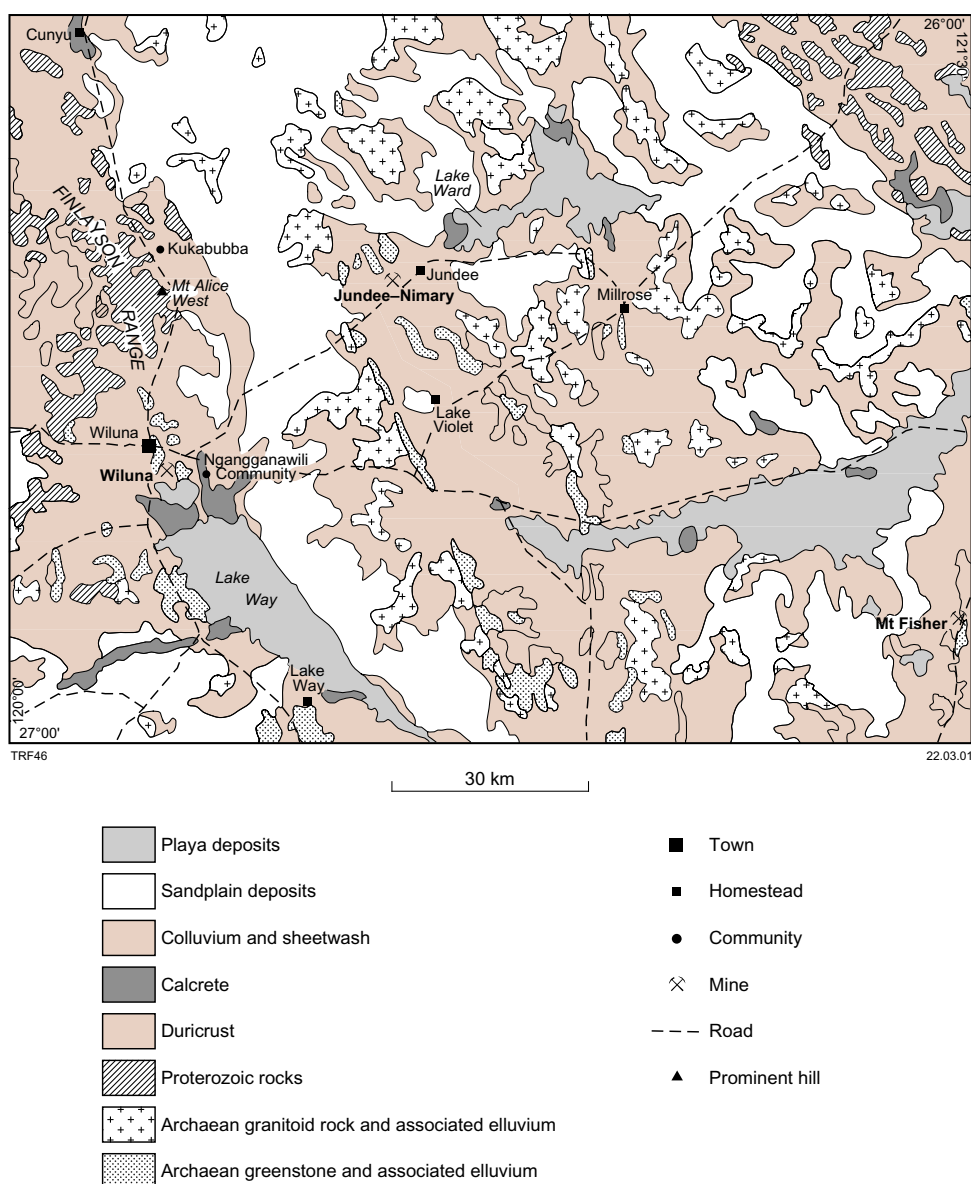 Cunyu
26°00'
121°30'
Lake
Ward
FINLAYSON RANGE
Kukabubba
Mt Alice
West
Jundee
Jundee–Nimary
Millrose
Lake
Violet
Wiluna
Wiluna
Ngangganawili
Community
Lake
Way
Mt Fisher
Lake
Way
120°00'
27°00'
TRF46
22.03.01
30 km
Playa deposits
Sandplain deposits
Colluvium and sheetwash
Calcrete
Duricrust
Proterozoic rocks
Archaean granitoid rock and associated elluvium
Archaean greenstone and associated elluvium
Town
Homestead
Community
Mine
Road
Prominent hill